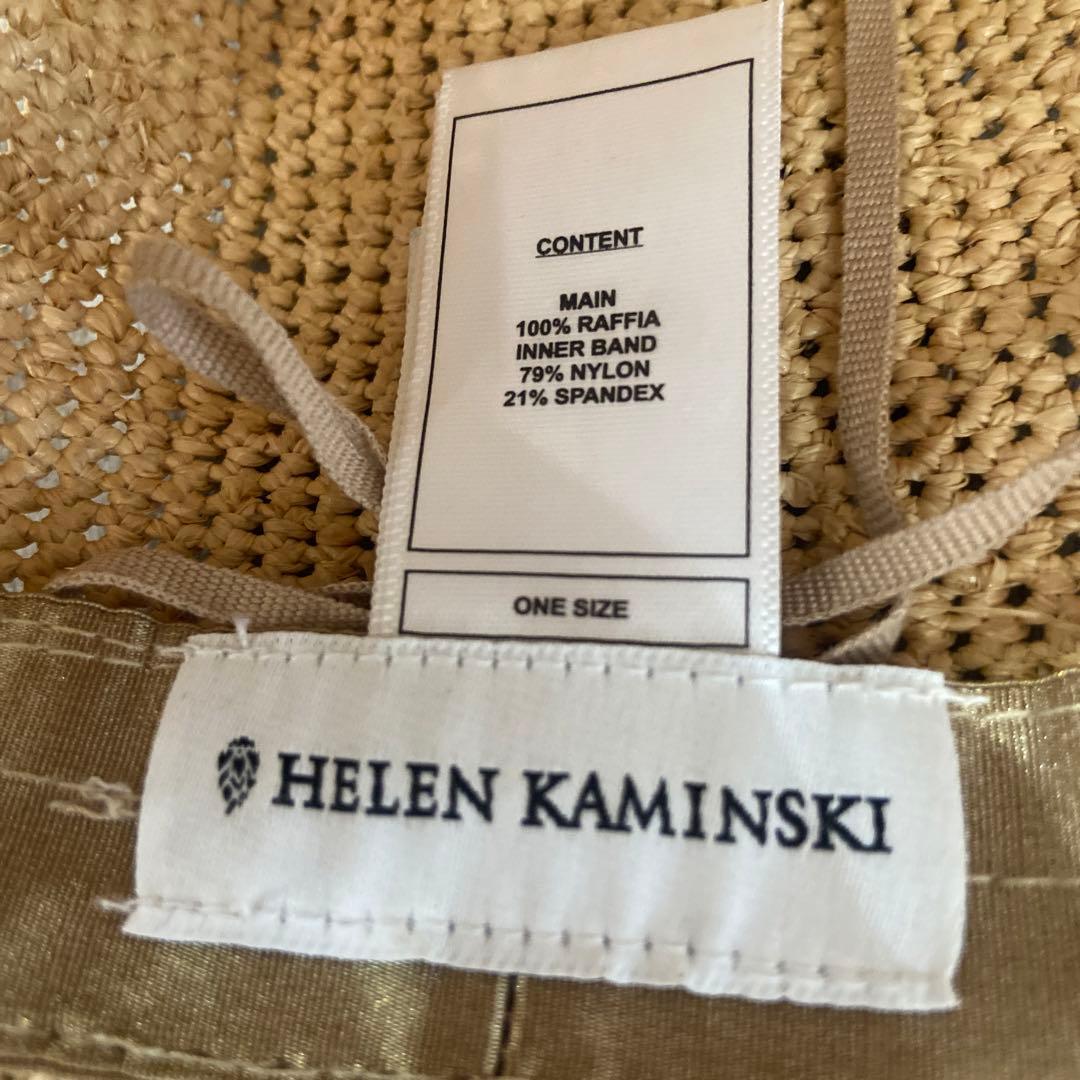 CONTENT
MAIN
100% RAFFIA
INNER BAND
79% NYLON
21% SPANDEX
ONE SIZE
HELEN KAMINSKI